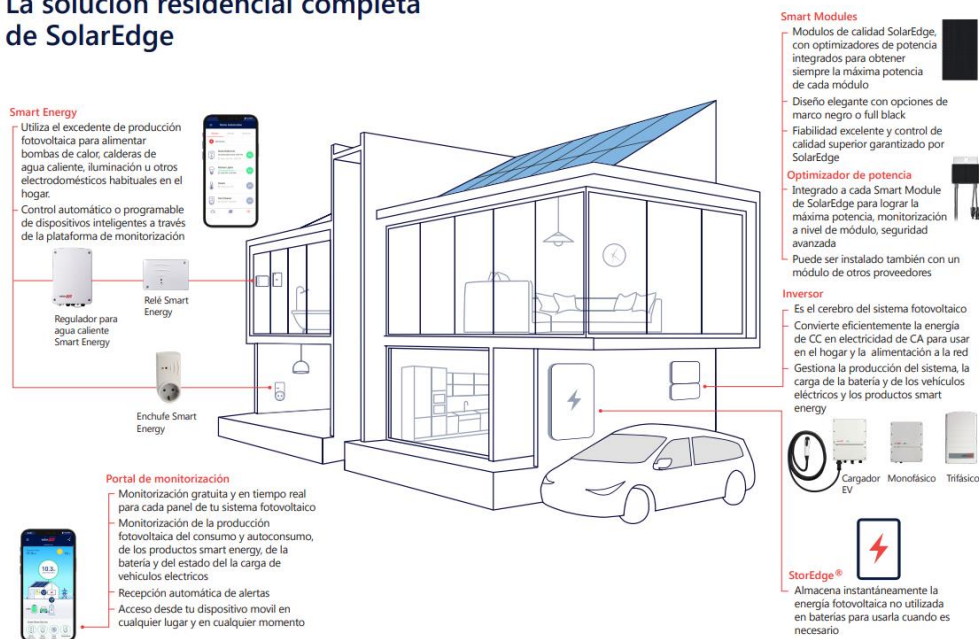 La solución residencial completa
de SolarEdge
Smart Energy
Utiliza el excedente de producción
fotovoltaica para alimentar
bombas de calor, calderas de
agua caliente, iluminación u otros
electrodomésticos habituales en el
hogar.
Control automático o programable
de dispositivos inteligentes a través
de la plataforma de monitorización
Regulador para
agua caliente
Smart Energy
Relé Smart
Energy
Enchufe Smart
Energy
Portal de monitorización
Monitorización gratuita y en tiempo real
para cada panel de tu sistema fotovoltaico
Monitorización de la producción
fotovoltaica del consumo y autoconsumo,
de los productos smart energy, de la
bateria y del estado del la carga de
vehiculos electricos
Recepción automática de alertas
Acceso desde tu dispositivo movil en
cualquier lugar y en cualquier momento
10.3
Smart Modules
Modulos de calidad SolarEdge,
con optimizadores de potencia
integrados para obtener
siempre la máxima potencia
de cada módulo
Diseño elegante con opciones de
marco negro o full black
Fiabilidad excelente y control de
calidad superior garantizado por
SolarEdge
Optimizador de potencia
Integrado a cada Smart Module
de SolarEdge para lograr la
máxima potencia, monitorización
a nivel de módulo, seguridad
avanzada
Puede ser instalado también con un
módulo de otros proveedores
Inversor
Es el cerebro del sistema fotovoltaico
Convierte eficientemente la energía
de CC en electricidad de CA para usar
en el hogar y la alimentación a la red
Gestiona la producción del sistema, la
carga de la batería y de los vehículos
eléctricos y los productos smart
energy
Cargador
EV
Monofásico
Trifásico
StorEdge®
Almacena instantáneamente la
energía fotovoltaica no utilizada
en baterías para usarla cuando es
necesario